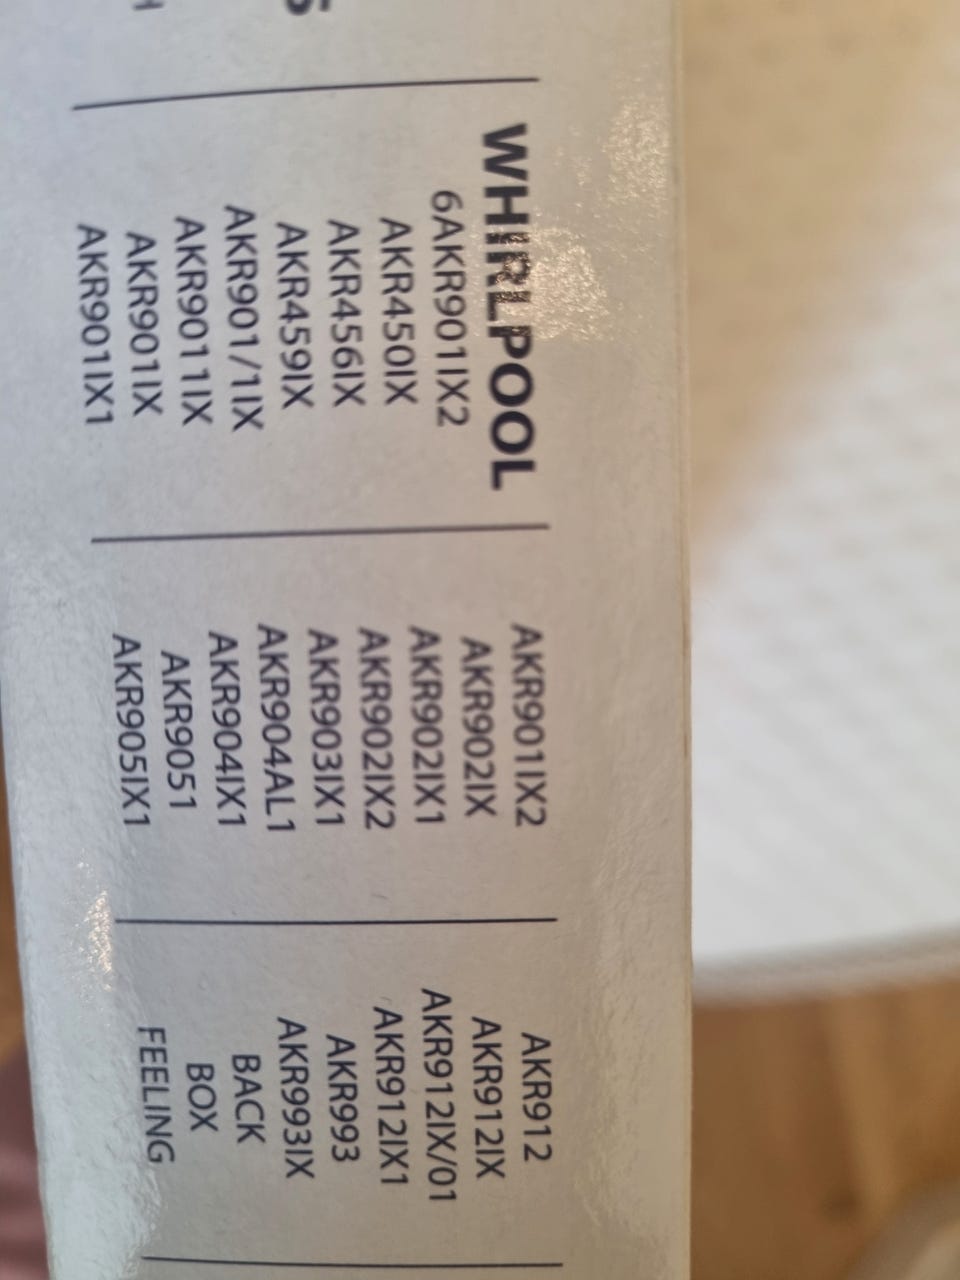 WHIRLPOOL
6AKR901IX2
AKR450IX
AKR456IX
AKR459IX
AKR901/1IX
AKR9011IX
AKR901IX
AKR901IX1
AKR901IX2
AKR902IX
AKR902IX1
AKR902IX2
AKR903IX1
AKR904AL1
AKR904IX1
AKR9051
AKR905IX1
AKR912
AKR912IX
AKR912IX/01
AKR912IX1
AKR993
AKR993IX
BACK
BOX
FEELING